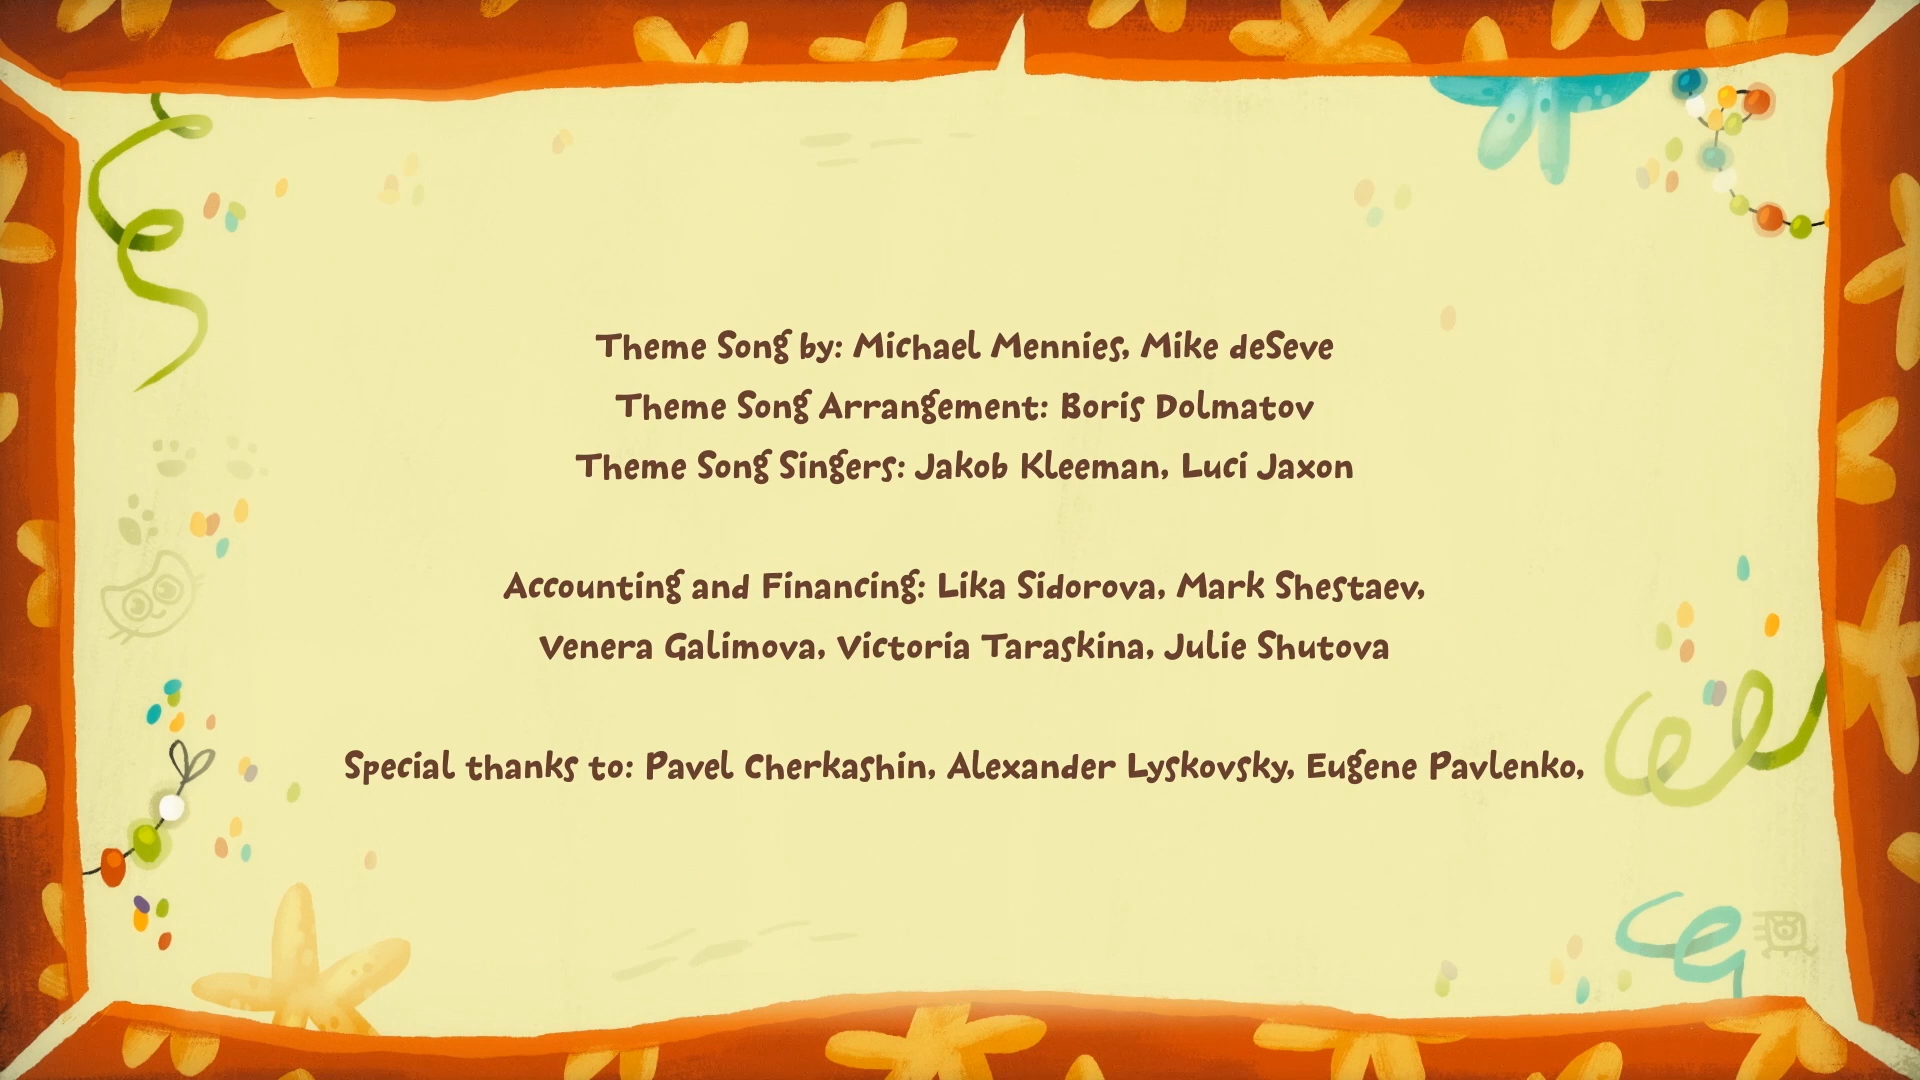 Theme Song by: Michael Mennies, Mike deSeve
Theme Song Arrangement: Boris Dolmatov
Theme Song Singers: Jakob Kleeman, Luci Jaxon
Accounting and Financing: Lika Sidorova, Mark Shestaev,
Venera Galimova, Victoria Taraskina, Julie Shutova
Special thanks to: Pavel Cherkashin, Alexander Lyskovsky, Eugene Pavlenko,